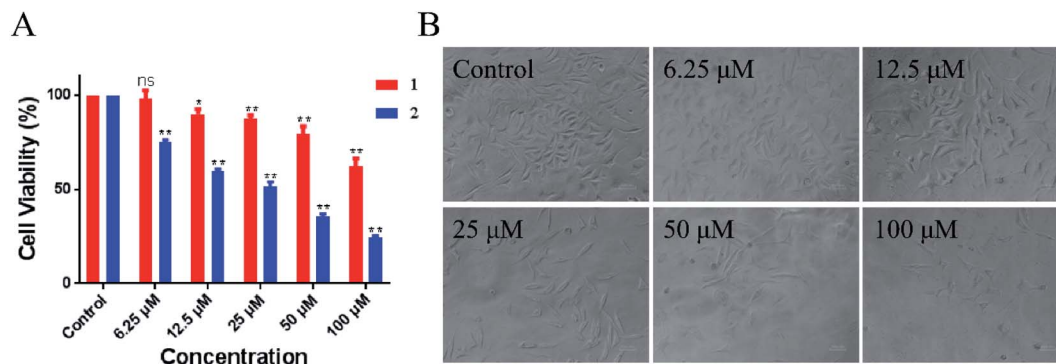 A
B
Cell Viability (%)
100
50
0
ns
**
*
**
**
**
**
**
**
**
1
2
Control
6.25 μM
12.5 μM
25 μM
50 μM
100 μM
Concentration
Control
6.25 μM
12.5 μM
25 μM
50 μM
100 μM